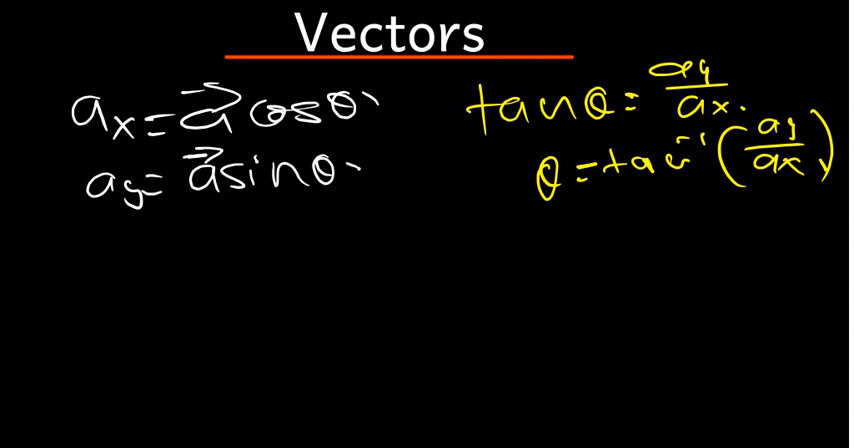 Vectors
aₓ = a⃗ cosθ
tanθ = ay/ax.
ay = a⃗ sinθ
θ = tan⁻¹(ay/ax)